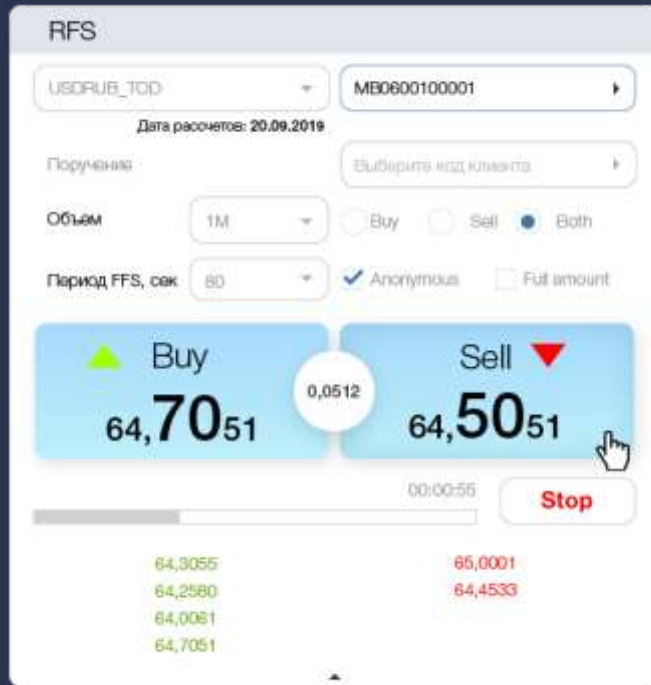 RFS
USDRUB_TOD MB0600100001
Дата рассчетов: 20.09.2019
Поручение Выберите код клиента
Объем 1M Buy Sell Both
Период FFS, сек 80 Anonymous Full amount
Buy Sell
64,7051 0,0512 64,5051
00:00:55
Stop
64,3055 65,0001
64,2580 64,4533
64,0061
64,7051